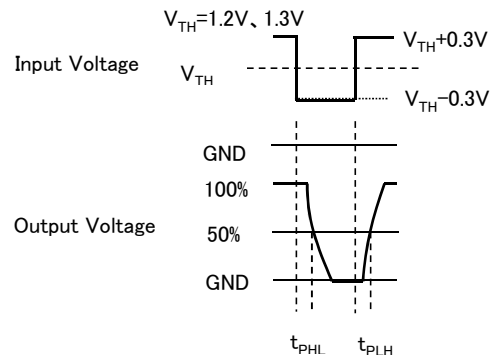 V_TH=1.2V、1.3V
Input Voltage
V_TH
V_TH+0.3V
V_TH−0.3V
GND
100%
Output Voltage
50%
GND
t_PHL
t_PLH